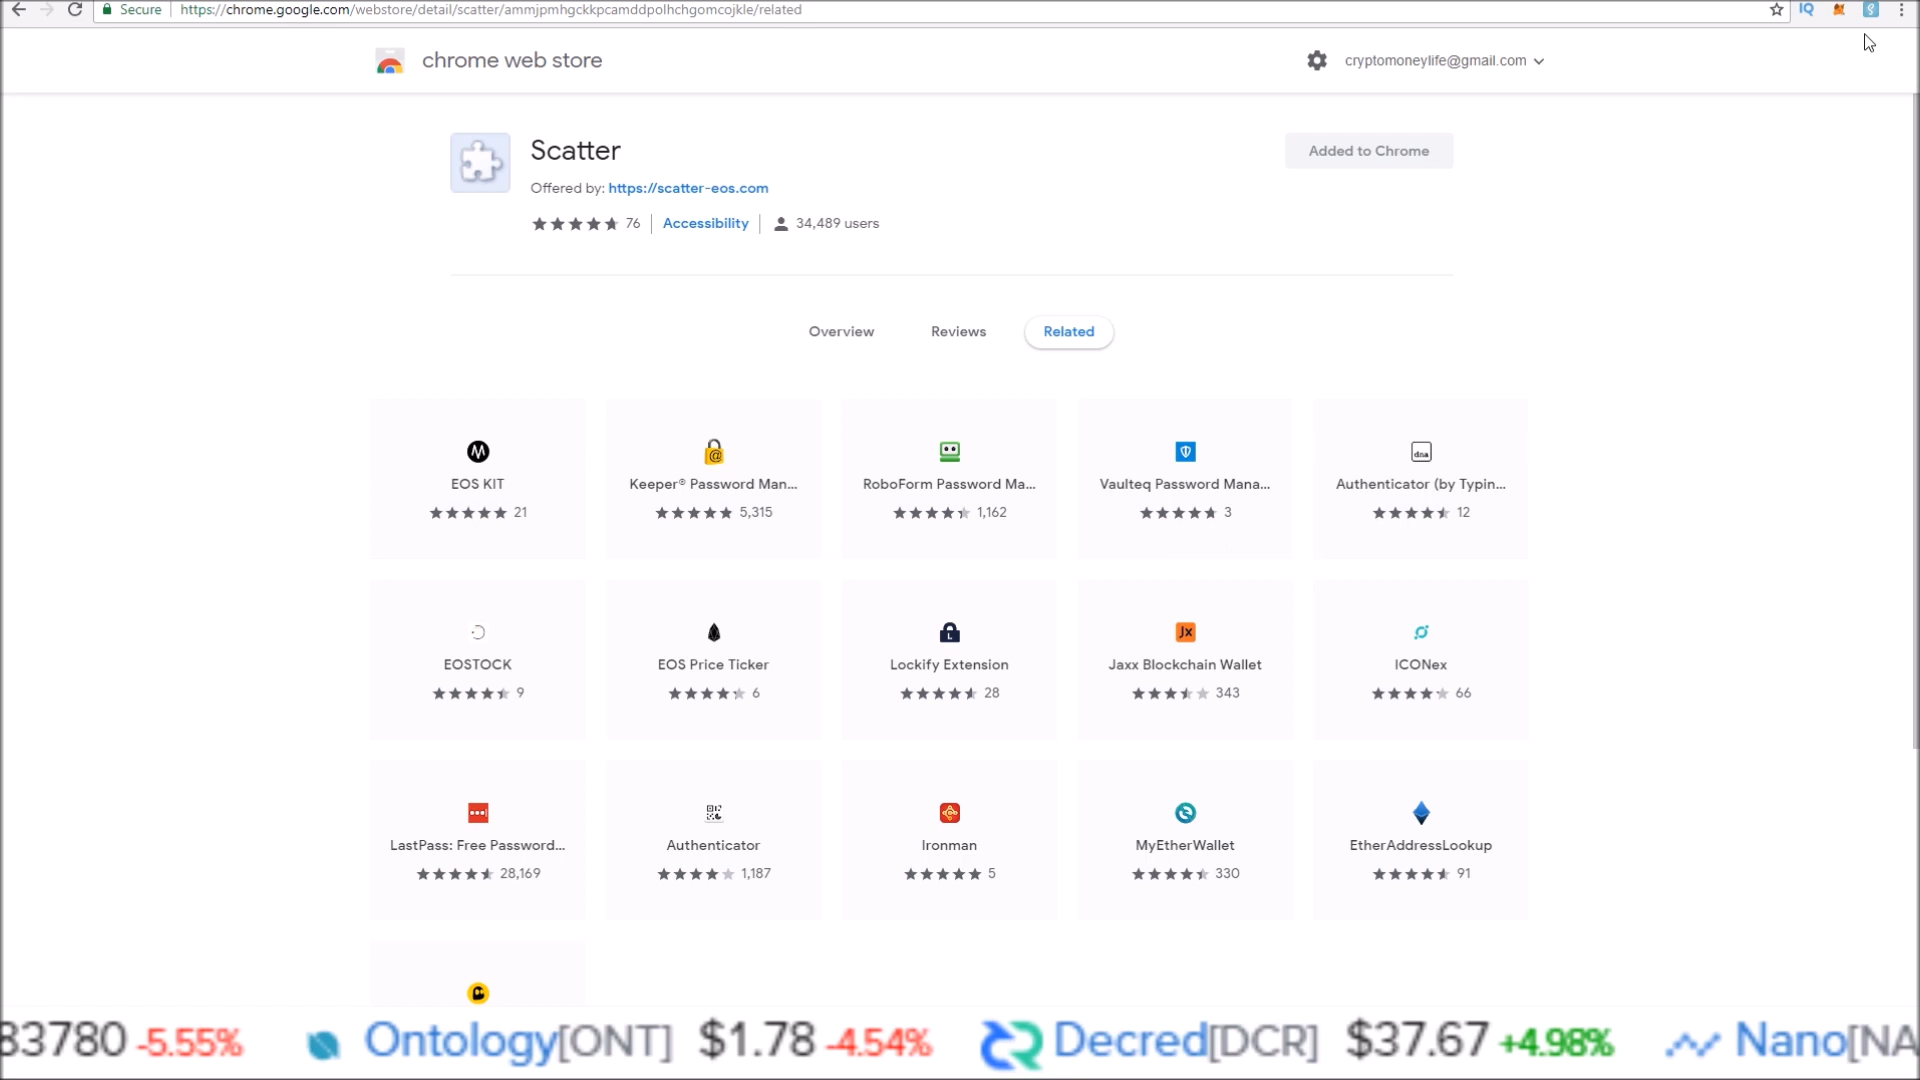 Secure https://chrome.google.com/webstore/detail/scatter/ammjpmhgckkpcamddpolhchgomcojkle/related
IQ
chrome web store
cryptomoneylife@gmail.com
Scatter
Added to Chrome
Offered by: https://scatter-eos.com
76 Accessibility 34,489 users
Overview Reviews Related
EOS KIT Keeper® Password Man... RoboForm Password Ma... Vaulteq Password Mana... Authenticator (by Typin...
21 5,315 1,162 3 12
EOSTOCK EOS Price Ticker Lockify Extension Jaxx Blockchain Wallet ICONex
9 6 28 343 66
LastPass: Free Password... Authenticator Ironman MyEtherWallet EtherAddressLookup
28,169 1,187 5 330 91
83780 -5.55% Ontology[ONT] $1.78 -4.54% Decred[DCR] $37.67 +4.98% Nano[NA